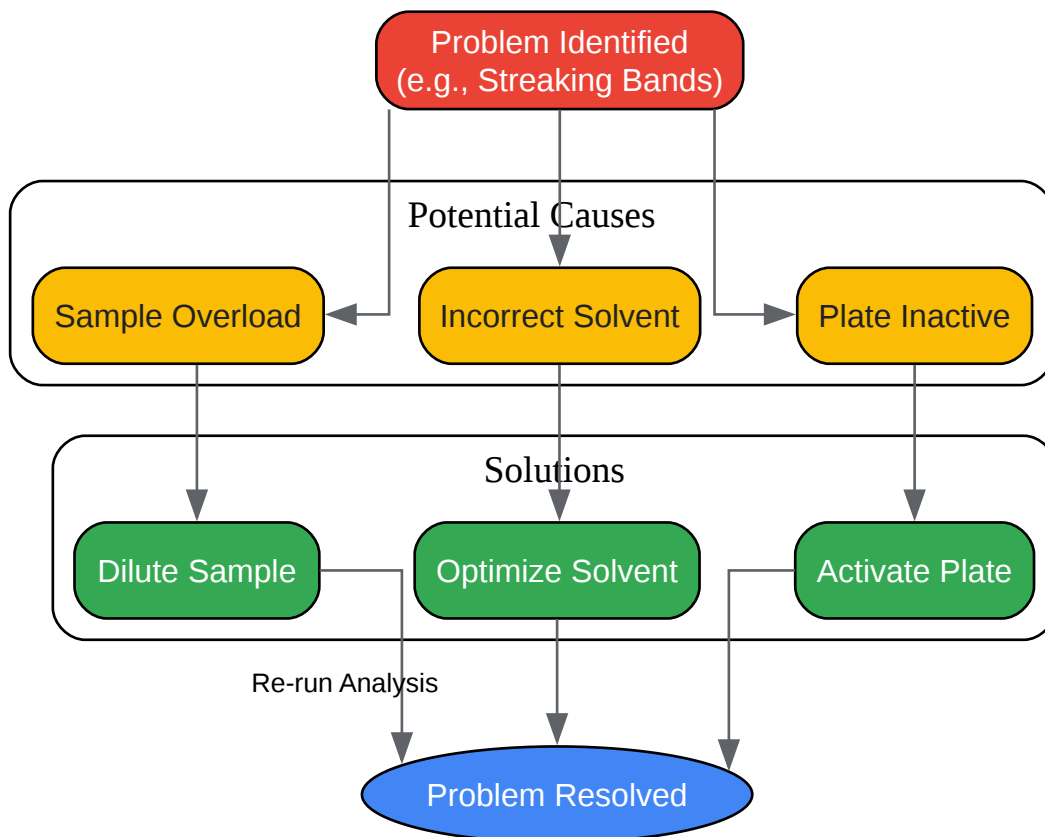 Problem Identified
(e.g., Streaking Bands)
Potential Causes
Sample Overload
Incorrect Solvent
Plate Inactive
Solutions
Dilute Sample
Optimize Solvent
Activate Plate
Re-run Analysis
Problem Resolved